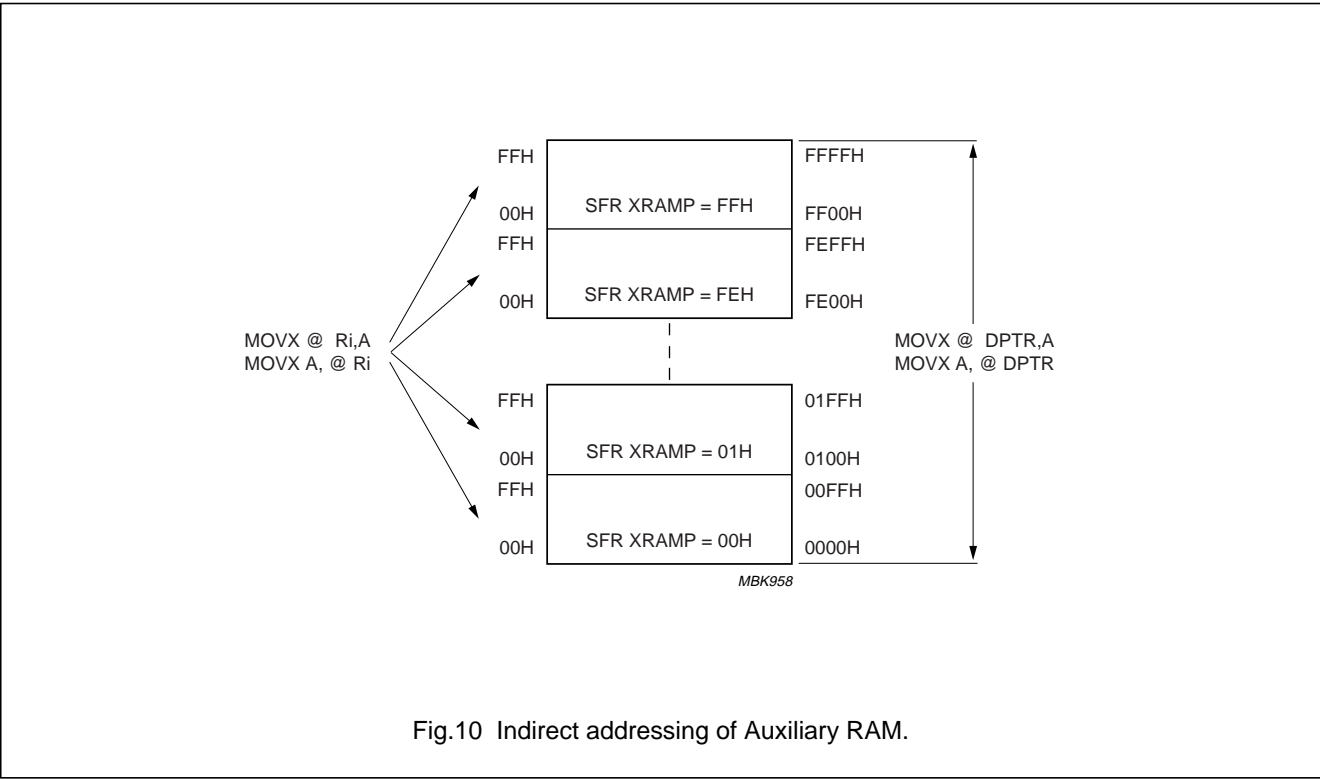 FFH FFFFH
00H SFR XRAMP = FFH FF00H
FFH FEFFH
00H SFR XRAMP = FEH FE00H
MOVX @ Ri,A MOVX @ DPTR,A
MOVX A, @ Ri MOVX A, @ DPTR
FFH 01FFH
00H SFR XRAMP = 01H 0100H
FFH 00FFH
00H SFR XRAMP = 00H 0000H
MBK958
Fig.10 Indirect addressing of Auxiliary RAM.